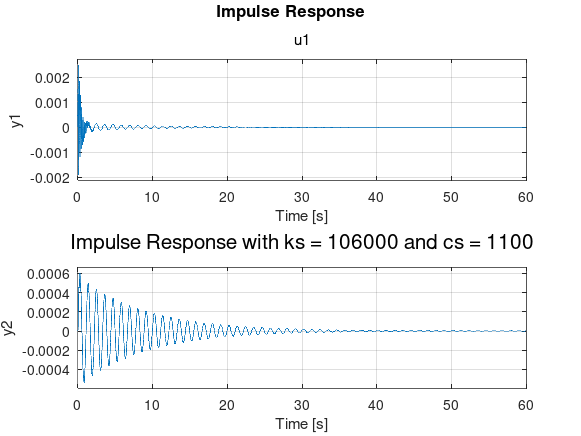 Impulse Response
u1
y1
0.002
0.001
0
-0.001
-0.002
0 10 20 30 40 50 60
Time [s]
Impulse Response with ks = 106000 and cs = 1100
y2
0.0006
0.0004
0.0002
0
-0.0002
-0.0004
0 10 20 30 40 50 60
Time [s]